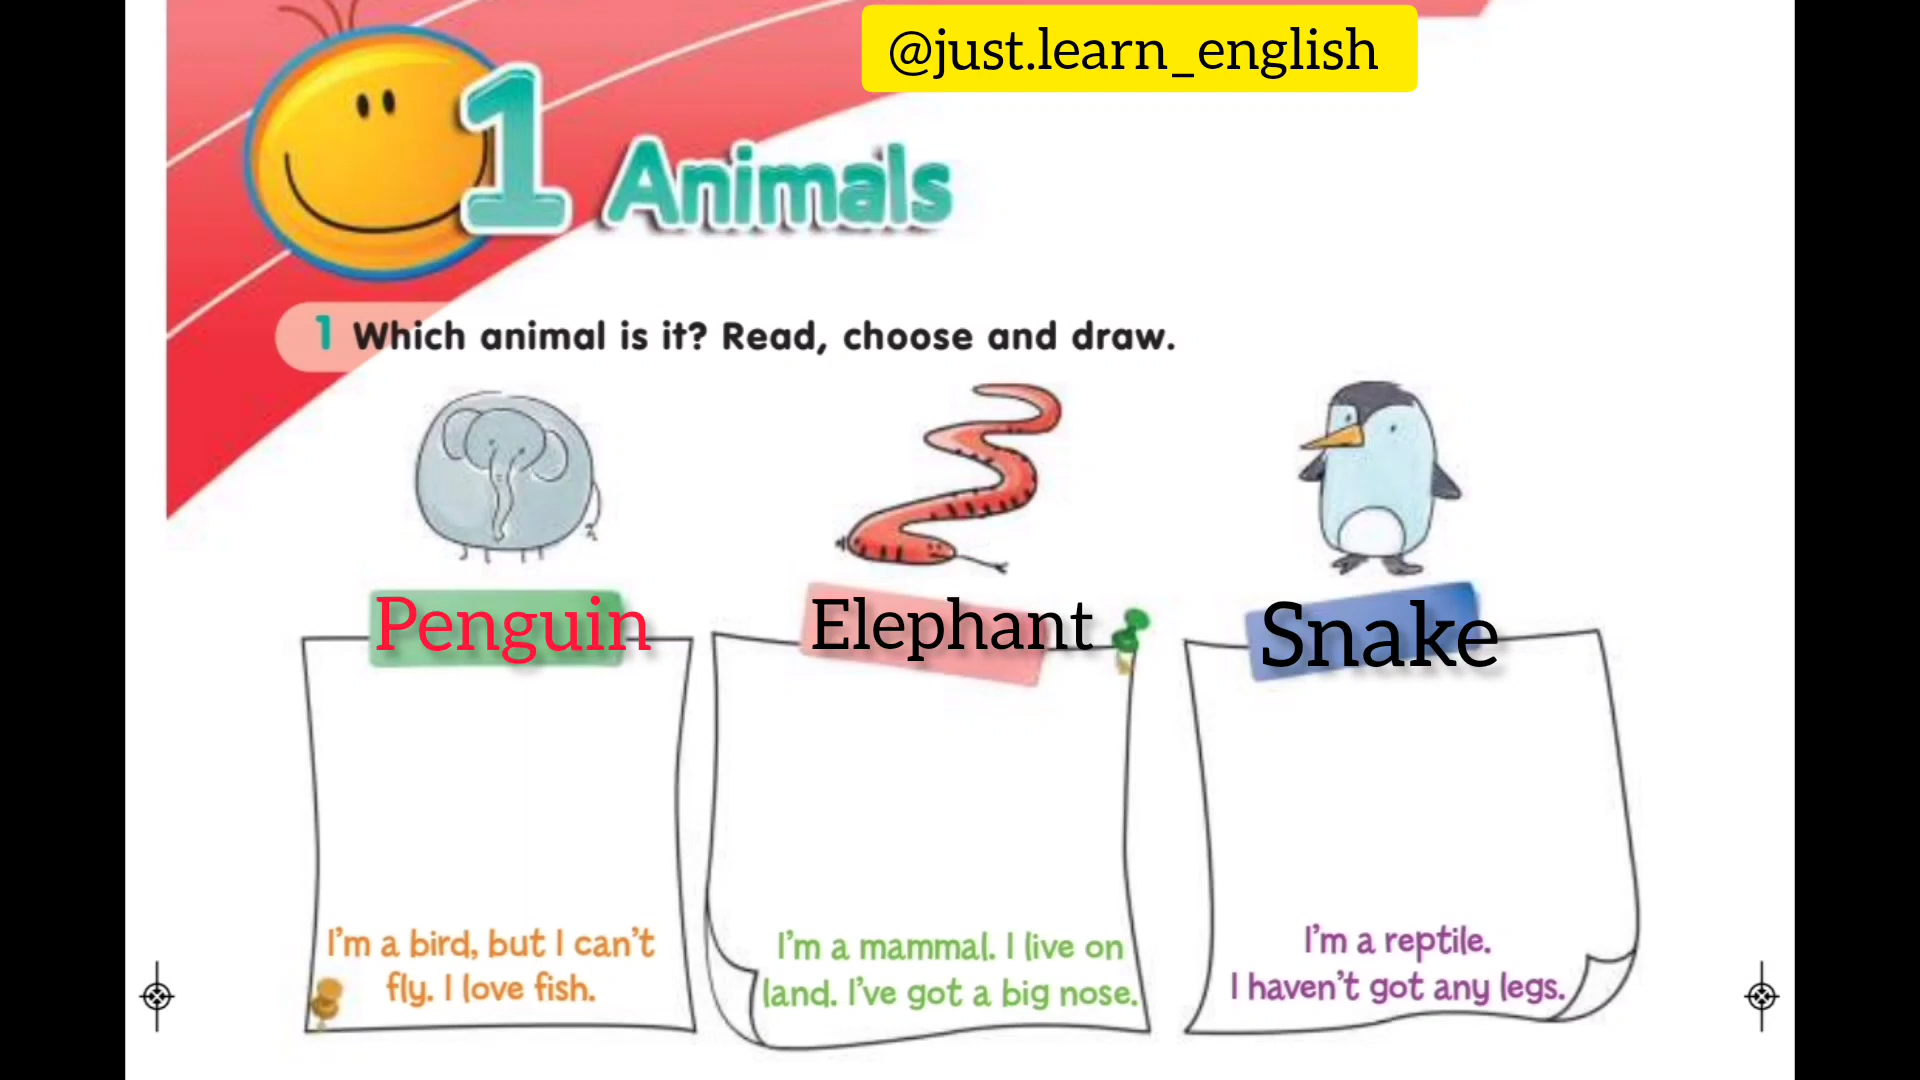 @just.learn_english
1 Animals
1 Which animal is it? Read, choose and draw.
Penguin
Elephant
Snake
I'm a bird, but I can't
fly. I love fish.
I'm a mammal. I live on
land. I've got a big nose.
I'm a reptile.
I haven't got any legs.